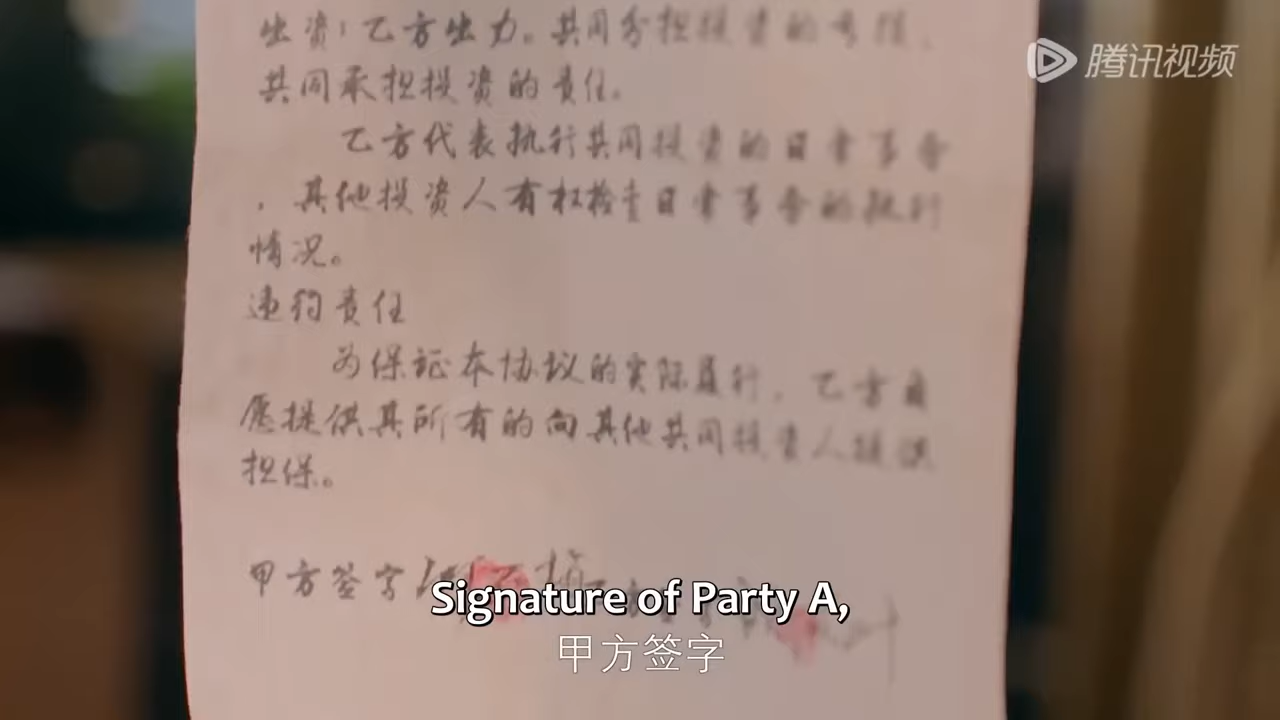 出资；乙方出力。共同分担投资的亏损，
腾讯视频
共同承担投资的责任。
乙方代表执行共同投资的日常事务
，其他投资人有权检查日常事务的执行
情况。
违约责任
为保证本协议的实际履行，乙方自
愿提供其所有的向其他共同投资人提供
担保。
甲方签字
Signature of Party A,
甲方签字